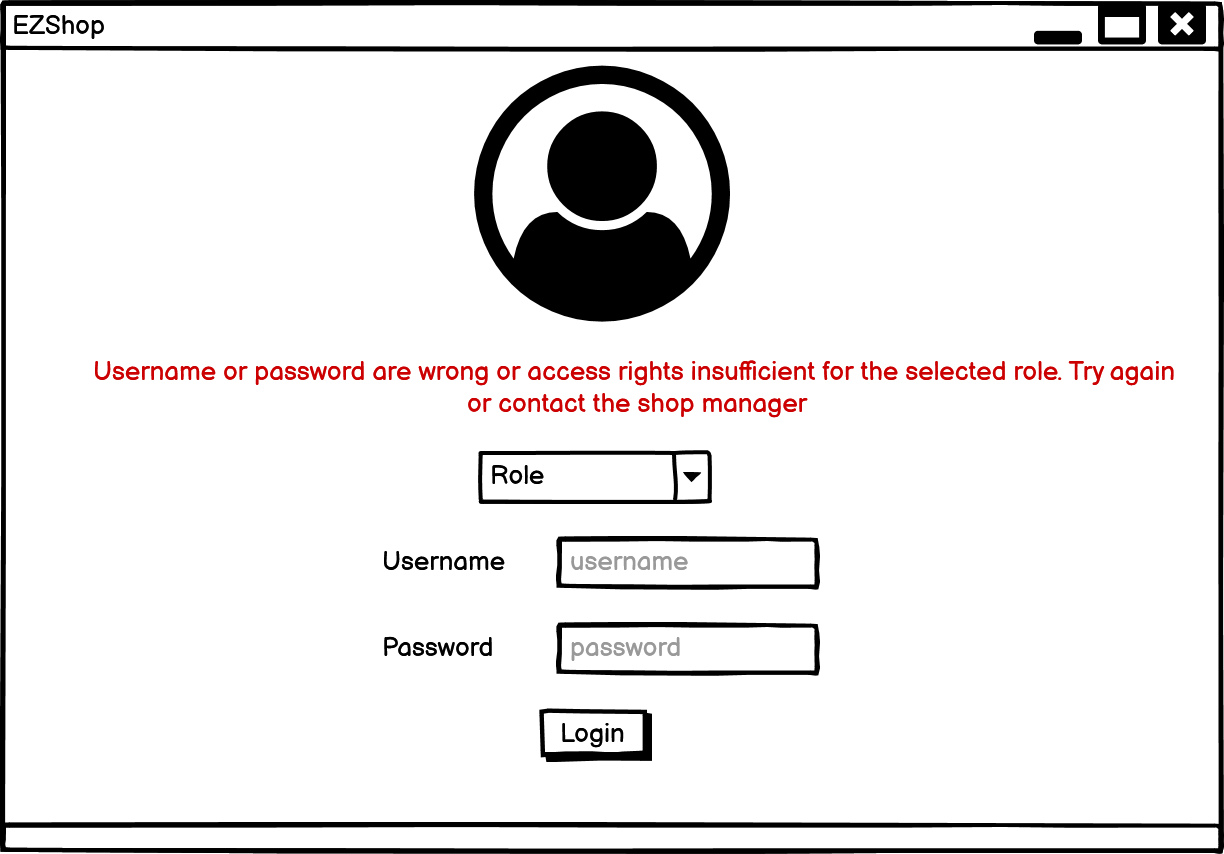 EZShop
Username or password are wrong or access rights insufficient for the selected role. Try again
or contact the shop manager
Role
Username username
Password password
Login